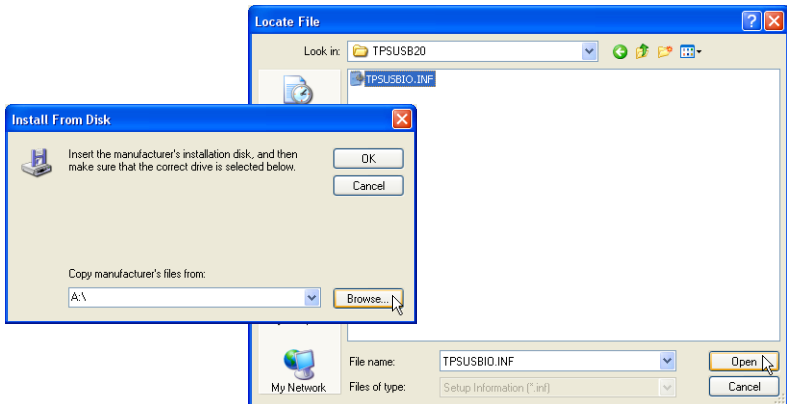 Locate File
Look in:
TPSUSB20
TPSUSBIO.INF
Install From Disk
Insert the manufacturer's installation disk, and then
make sure that the correct drive is selected below.
OK
Cancel
Copy manufacturer's files from:
A:\
Browse...
File name:
TPSUSBIO.INF
Open
My Network
Files of type:
Setup Information (*.inf)
Cancel